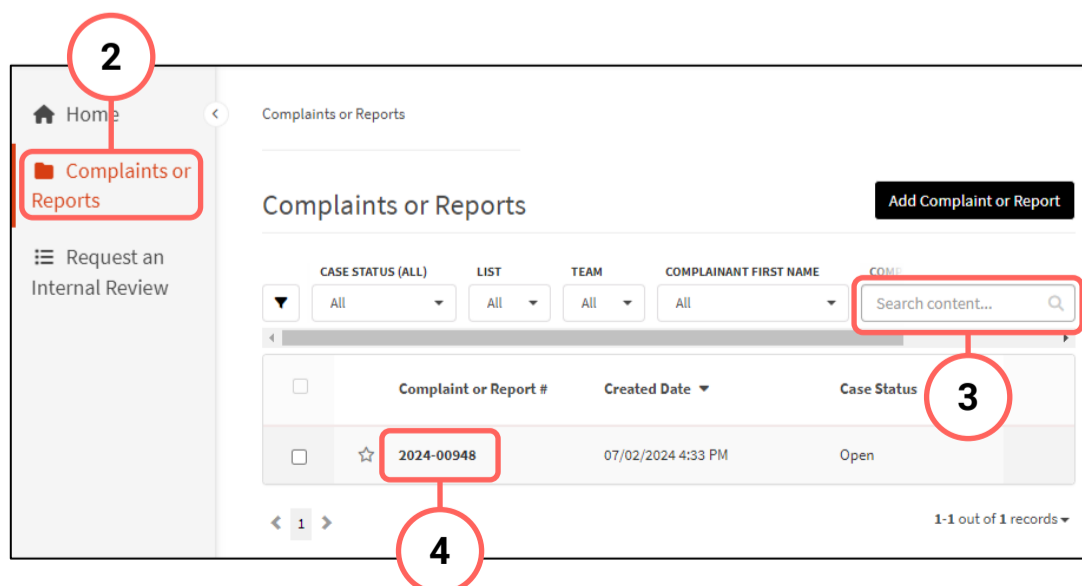 2
Home
Complaints or
Reports
Request an
Internal Review
Complaints or Reports
Complaints or Reports
Add Complaint or Report
CASE STATUS (ALL) LIST TEAM COMPLAINANT FIRST NAME COMP
All All All All Search content...
3
Complaint or Report # Created Date Case Status
2024-00948 07/02/2024 4:33 PM Open
4
1
1-1 out of 1 records